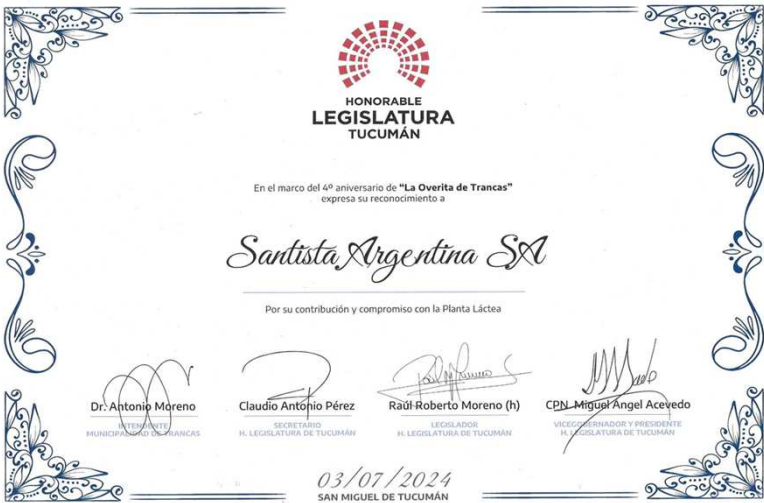 HONORABLE
LEGISLATURA
TUCUMÁN
En el marco del 4º aniversario de "La Overita de Trancas"
expresa su reconocimiento a
Santista Argentina SA
Por su contribución y compromiso con la Planta Láctea
Dr. Antonio Moreno
INTENDENTE
MUNICIPALIDAD DE TRANCAS
Claudio Antonio Pérez
SECRETARIO
H. LEGISLATURA DE TUCUMÁN
Raúl Roberto Moreno (h)
LEGISLADOR
H. LEGISLATURA DE TUCUMÁN
CPN. Miguel Ángel Acevedo
VICEGOBERNADOR Y PRESIDENTE
H. LEGISLATURA DE TUCUMÁN
03/07/2024
SAN MIGUEL DE TUCUMÁN